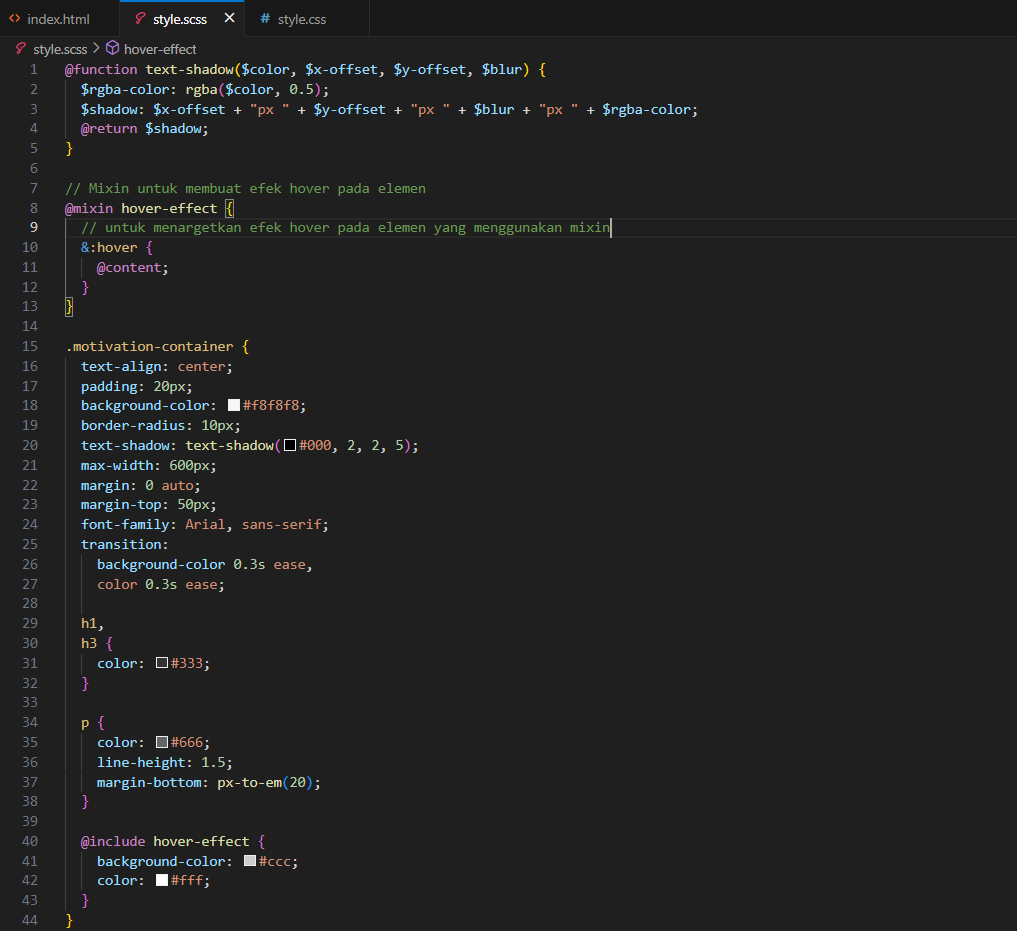 index.html style.scss × # style.css
style.scss > hover-effect
1 @function text-shadow($color, $x-offset, $y-offset, $blur) {
2   $rgba-color: rgba($color, 0.5);
3   $shadow: $x-offset + "px " + $y-offset + "px " + $blur + "px " + $rgba-color;
4   @return $shadow;
5 }
6
7 // Mixin untuk membuat efek hover pada elemen
8 @mixin hover-effect {
9   // untuk menargetkan efek hover pada elemen yang menggunakan mixin
10   &:hover {
11     @content;
12   }
13 }
14
15 .motivation-container {
16   text-align: center;
17   padding: 20px;
18   background-color: #f8f8f8;
19   border-radius: 10px;
20   text-shadow: text-shadow(#000, 2, 2, 5);
21   max-width: 600px;
22   margin: 0 auto;
23   margin-top: 50px;
24   font-family: Arial, sans-serif;
25   transition:
26     background-color 0.3s ease,
27     color 0.3s ease;
28
29   h1,
30   h3 {
31     color: #333;
32   }
33
34   p {
35     color: #666;
36     line-height: 1.5;
37     margin-bottom: px-to-em(20);
38   }
39
40   @include hover-effect {
41     background-color: #ccc;
42     color: #fff;
43   }
44 }